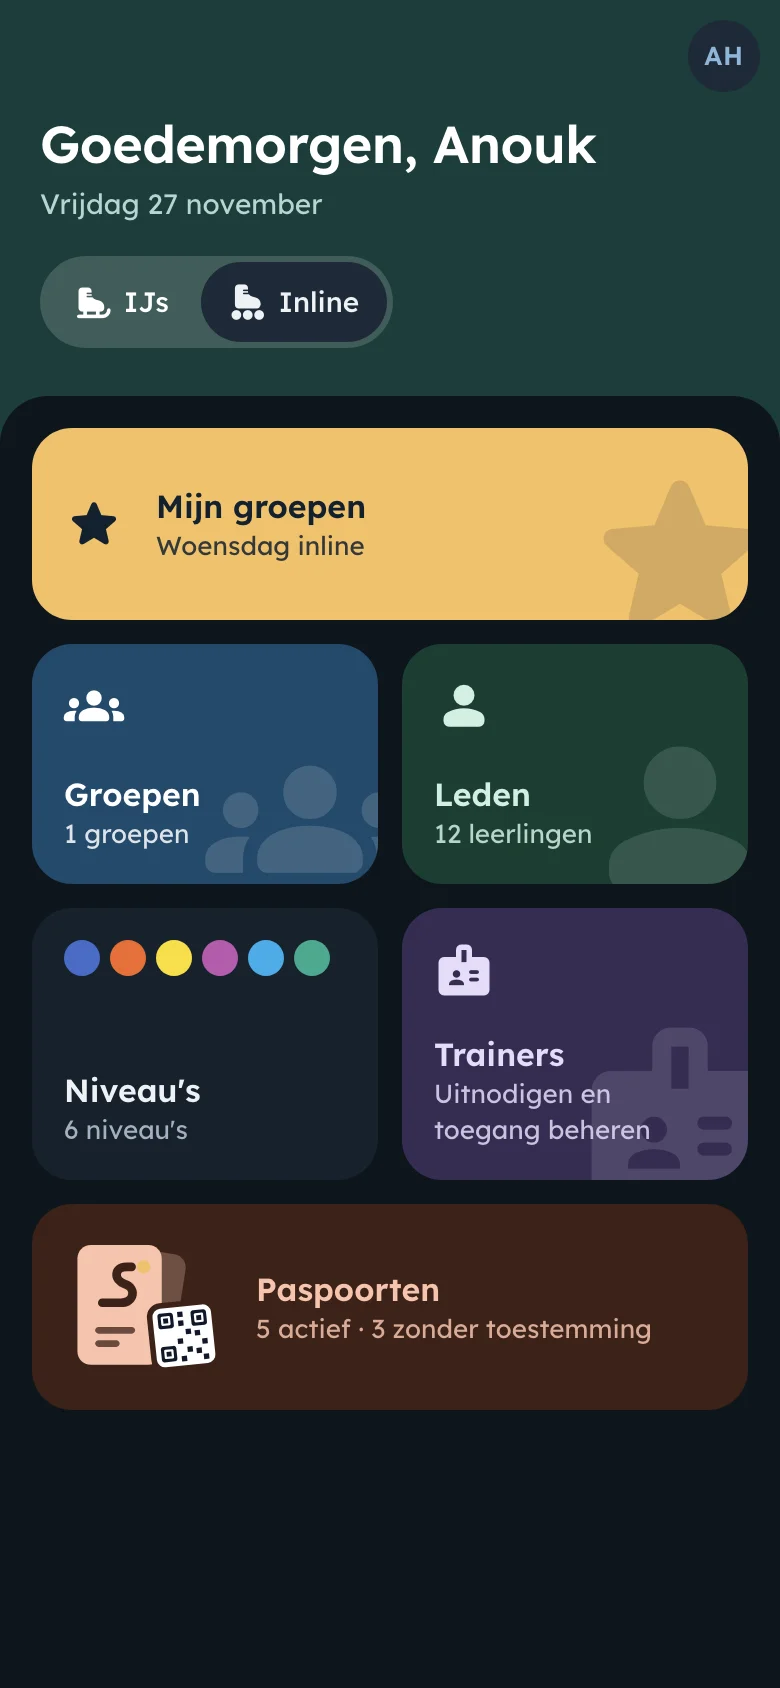 AH
Goedemorgen, Anouk
Vrijdag 27 november
IJs
Inline
Mijn groepen
Woensdag inline
Groepen
1 groepen
Leden
12 leerlingen
Niveau's
6 niveau's
Trainers
Uitnodigen en
toegang beheren
S
Paspoorten
5 actief · 3 zonder toestemming